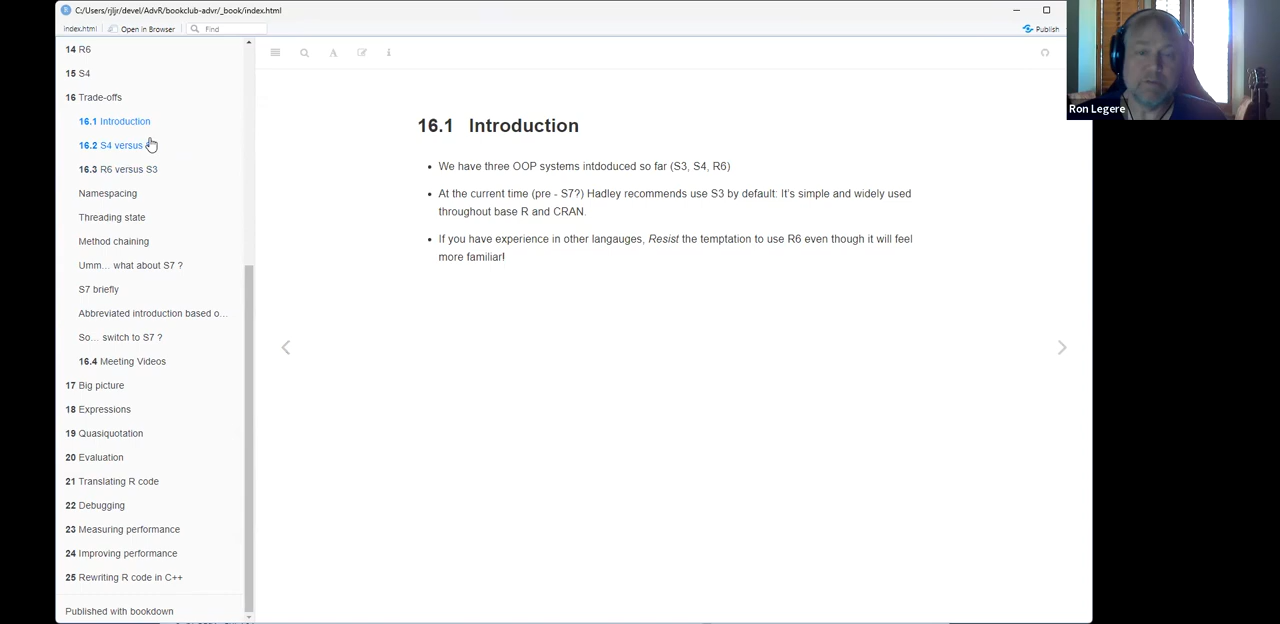 C:/Users/rjljr/devel/AdvR/bookclub-advr/_book/index.html
index.html
Open in Browser
Find
Publish
14 R6
15 S4
16 Trade-offs
16.1 Introduction
16.2 S4 versus
16.3 R6 versus S3
Namespacing
Threading state
Method chaining
Umm... what about S7 ?
S7 briefly
Abbreviated introduction based o...
So... switch to S7 ?
16.4 Meeting Videos
17 Big picture
18 Expressions
19 Quasiquotation
20 Evaluation
21 Translating R code
22 Debugging
23 Measuring performance
24 Improving performance
25 Rewriting R code in C++
Published with bookdown
16.1 Introduction
• We have three OOP systems intdoduced so far (S3, S4, R6)
• At the current time (pre - S7?) Hadley recommends use S3 by default: It's simple and widely used
throughout base R and CRAN.
• If you have experience in other langauges, Resist the temptation to use R6 even though it will feel
more familiar!
Ron Legere